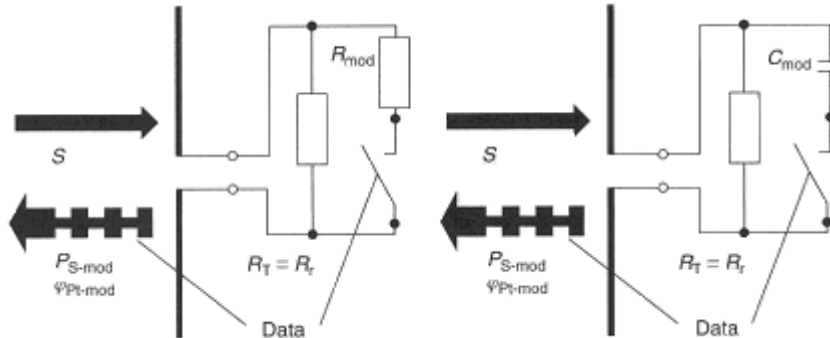 R_mod
S
P_S-mod
φ_Pt-mod
R_T = R_r
Data
C_mod
S
P_S-mod
φ_Pt-mod
R_T = R_r
Data